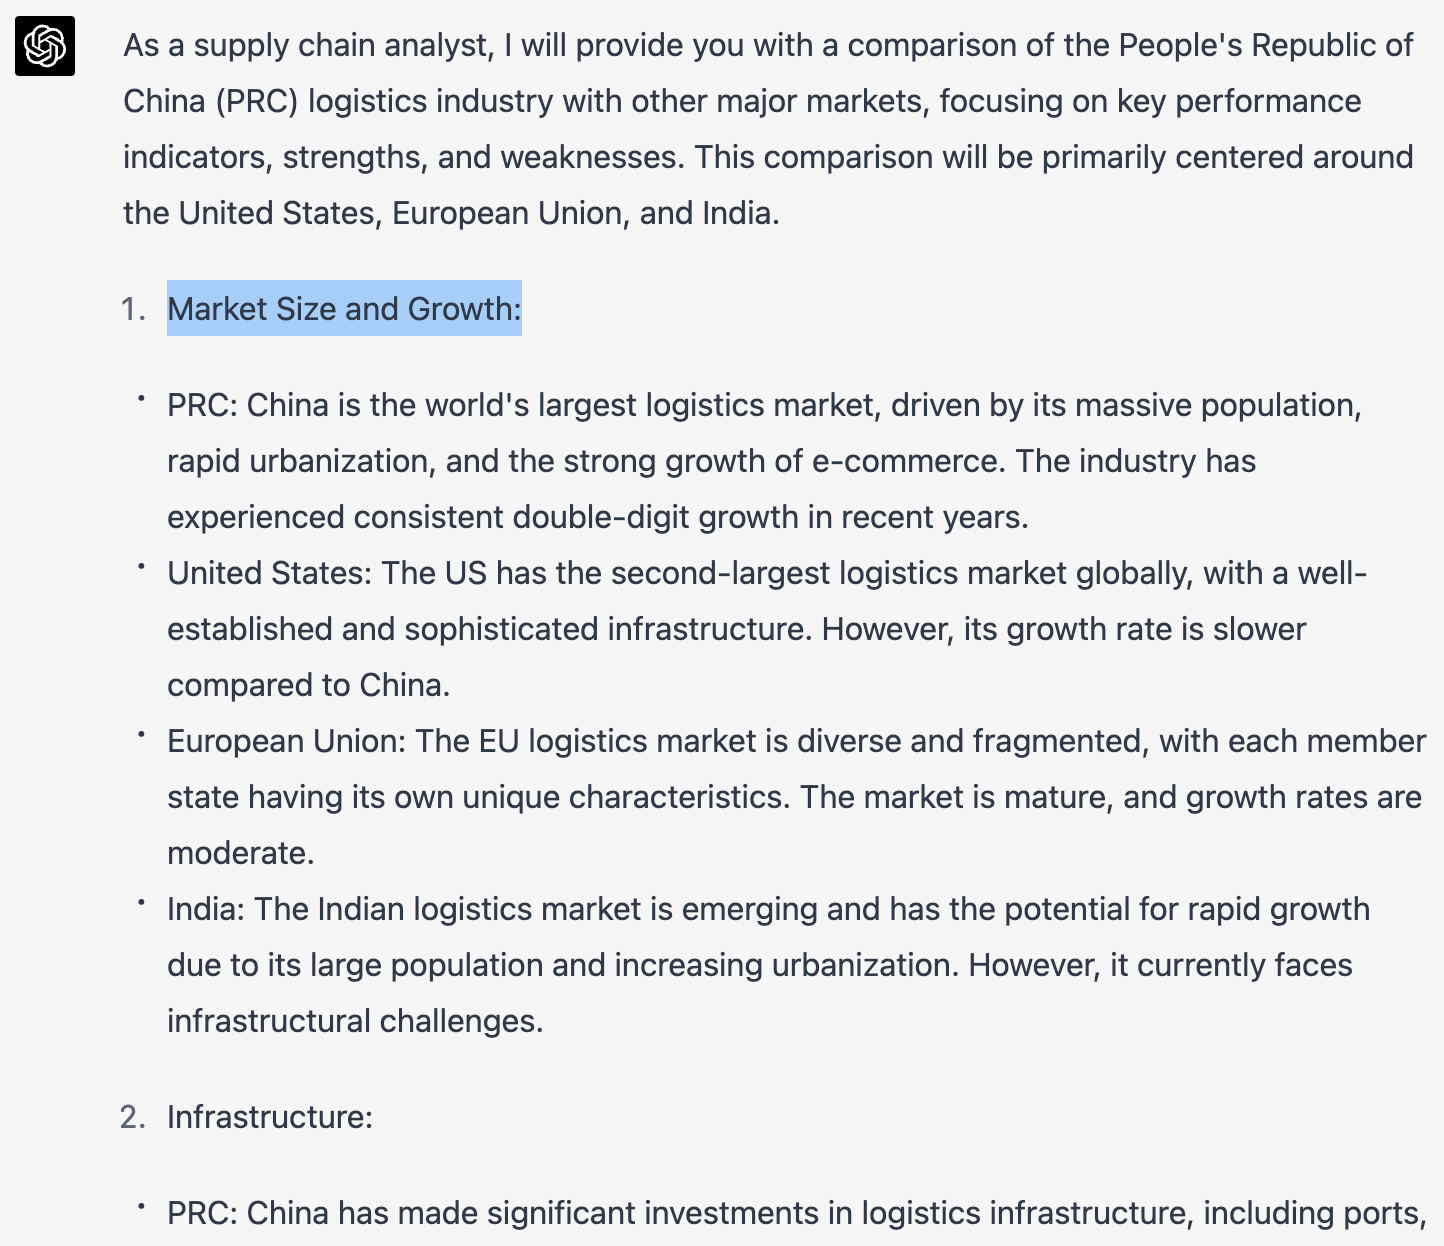 As a supply chain analyst, I will provide you with a comparison of the People's Republic of
China (PRC) logistics industry with other major markets, focusing on key performance
indicators, strengths, and weaknesses. This comparison will be primarily centered around
the United States, European Union, and India.
1. Market Size and Growth:
• PRC: China is the world's largest logistics market, driven by its massive population,
rapid urbanization, and the strong growth of e-commerce. The industry has
experienced consistent double-digit growth in recent years.
• United States: The US has the second-largest logistics market globally, with a well-
established and sophisticated infrastructure. However, its growth rate is slower
compared to China.
• European Union: The EU logistics market is diverse and fragmented, with each member
state having its own unique characteristics. The market is mature, and growth rates are
moderate.
• India: The Indian logistics market is emerging and has the potential for rapid growth
due to its large population and increasing urbanization. However, it currently faces
infrastructural challenges.
2. Infrastructure:
• PRC: China has made significant investments in logistics infrastructure, including ports,